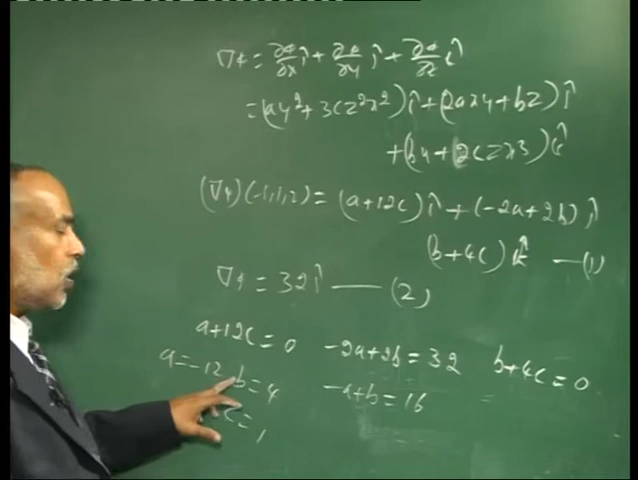 ∇φ = ∂φ/∂x î + ∂φ/∂y ĵ + ∂φ/∂z k̂
= (ay² + 3cz²x²) î + (2axy + bz) ĵ
+ (by + 2czx³) k̂
(∇φ)(-1,1,2) = (a+12c) î + (-2a+2b) ĵ
(b+4c) k̂ —(1)
∇φ = 32 ĵ —— (2)
a+12c = 0 -2a+2b = 32 b+4c = 0
a = -12 b = 4 -a+b = 16 =
c = 1